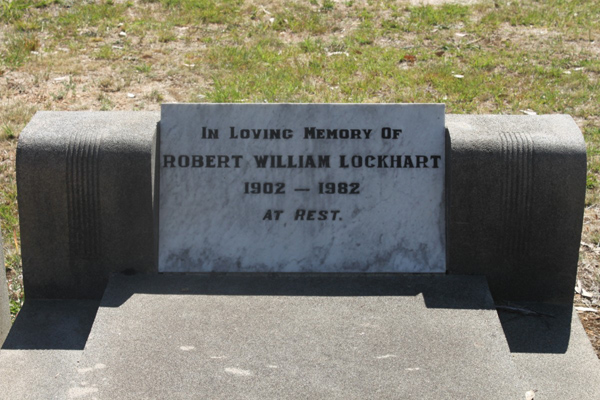 In Loving Memory Of
ROBERT WILLIAM LOCKHART
1902 — 1982
AT REST.